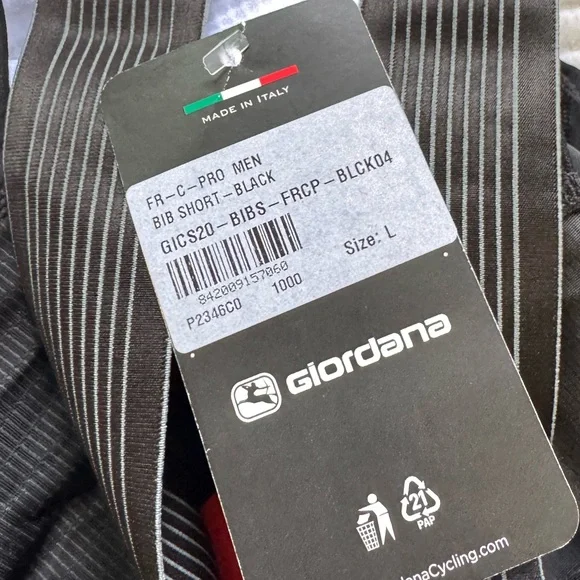 MADE IN ITALY
FR-C-PRO MEN
BIB SHORT-BLACK
GICS20-BIBS-FRCP-BLCK04
842009157060
Size: L
P2346CO 1000
GIORDANA
21
PAP
naCycling.com